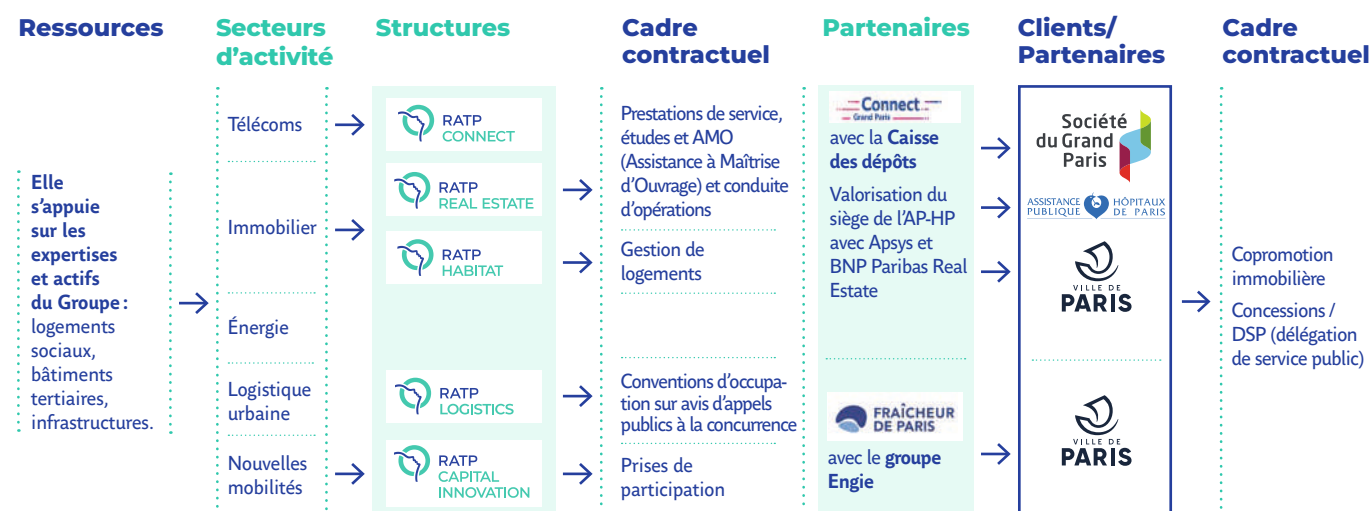 Ressources
Elle
s’appuie
sur les
expertises
et actifs
du Groupe :
logements
sociaux,
bâtiments
tertiaires,
infrastructures.
Secteurs
d’activité
Télécoms
Immobilier
Énergie
Logistique
urbaine
Nouvelles
mobilités
Structures
RATP
CONNECT
RATP
REAL ESTATE
RATP
HABITAT
RATP
LOGISTICS
RATP
CAPITAL
INNOVATION
Cadre
contractuel
Prestations de service,
études et AMO
(Assistance à Maîtrise
d’Ouvrage) et conduite
d’opérations
Gestion de
logements
Conventions d’occupa-
tion sur avis d’appels
publics à la concurrence
Prises de
participation
Partenaires
Connect
Grand Paris
avec la Caisse
des dépôts
Valorisation du
siège de l’AP-HP
avec Apsys et
BNP Paribas Real
Estate
FRAÎCHEUR
DE PARIS
avec le groupe
Engie
Clients/
Partenaires
Société
du Grand
Paris
ASSISTANCE HÔPITAUX
PUBLIQUE DE PARIS
VILLE DE
PARIS
VILLE DE
PARIS
Cadre
contractuel
Copromotion
immobilière
Concessions /
DSP (délégation
de service public)